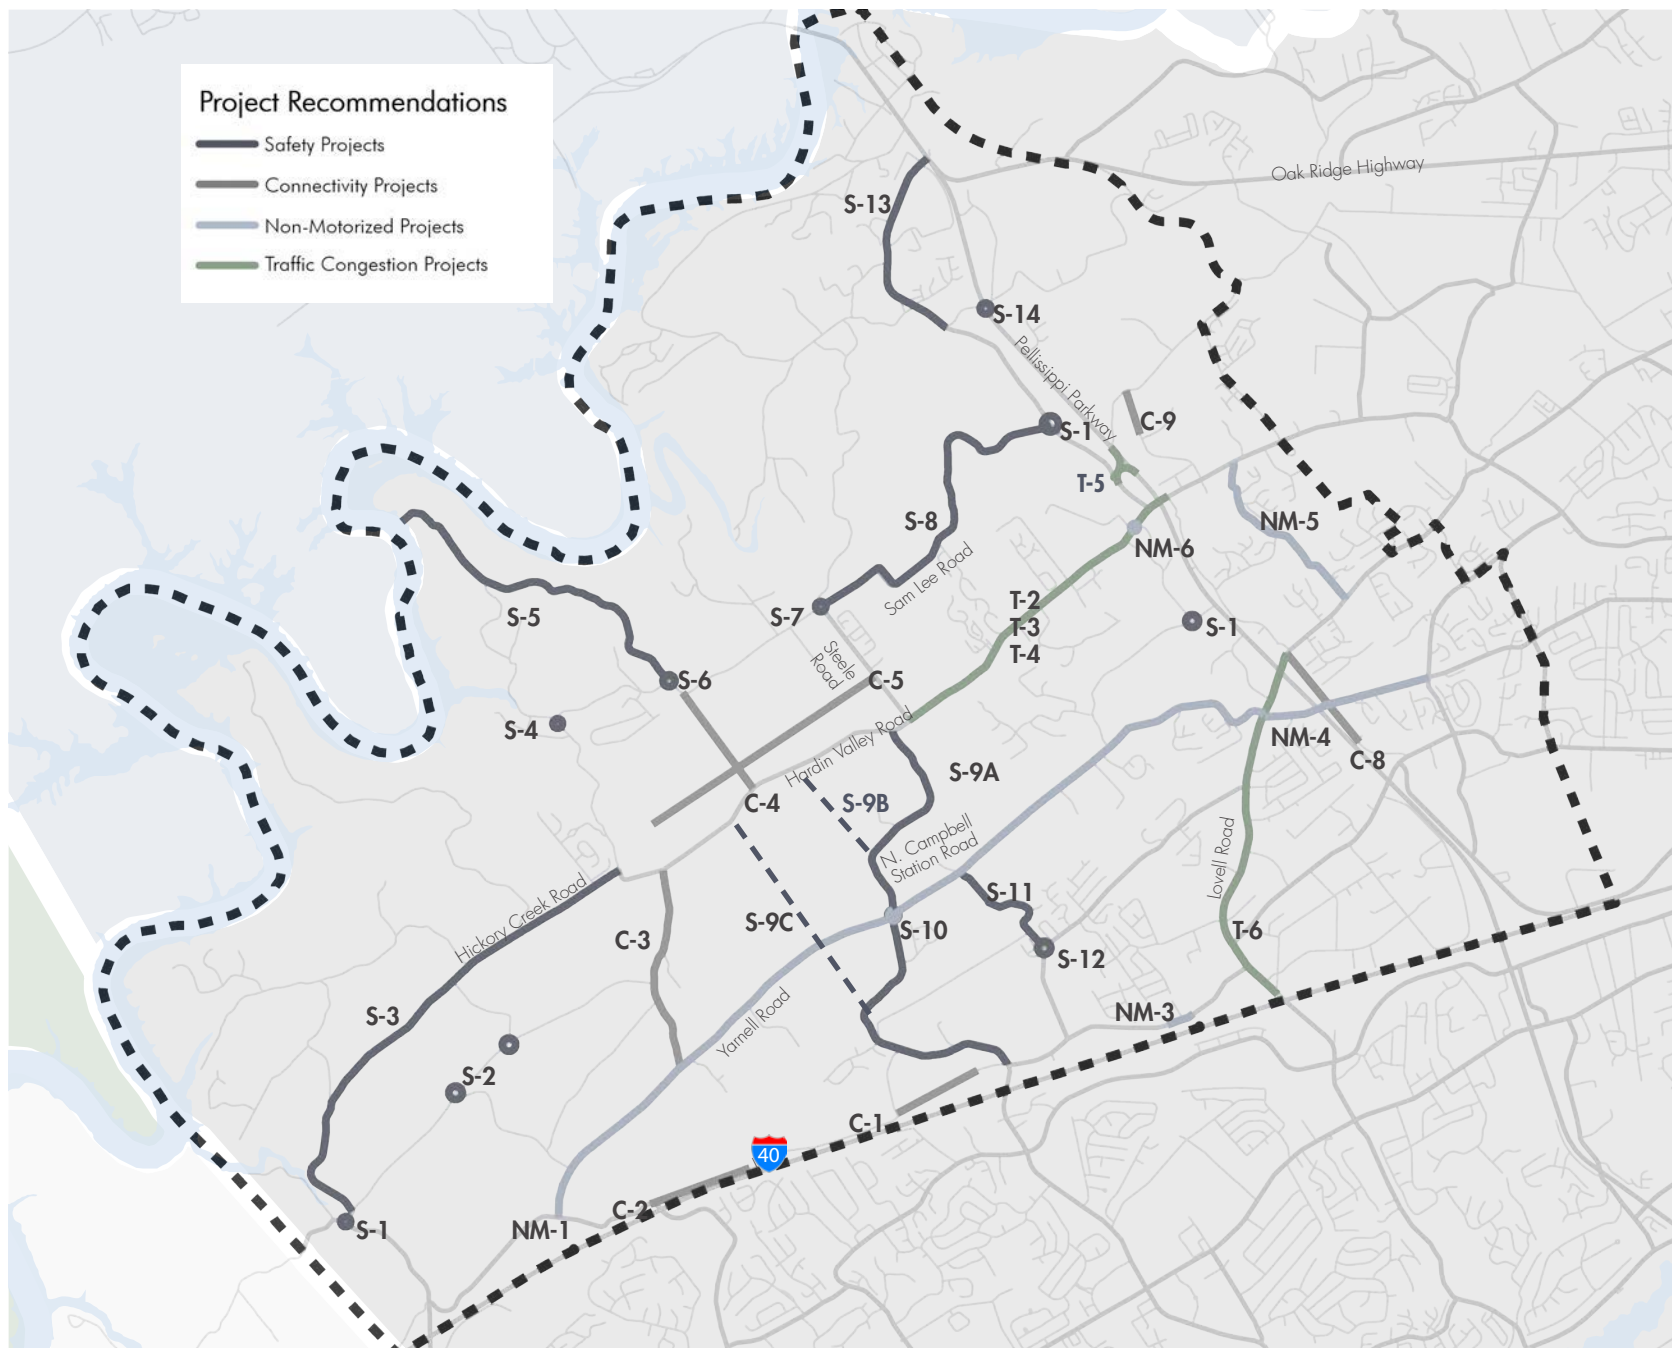 Project Recommendations
Safety Projects
Connectivity Projects
Non-Motorized Projects
Traffic Congestion Projects
Oak Ridge Highway
S-13
S-14
Pellissippi Parkway
C-9
S-1
T-5
S-8
NM-5
NM-6
Sam Lee Road
S-5
S-7
T-2
T-3
T-4
S-1
Steele
Road
S-6
C-5
S-4
Hardin Valley Road
NM-4
C-8
S-9A
C-4
S-9B
N. Campbell
Station Road
Lovell Road
S-11
Hickory Creek Road
S-9C
C-3
S-10
T-6
S-12
S-3
NM-3
Yarnell Road
S-2
C-1
40
C-2
S-1
NM-1